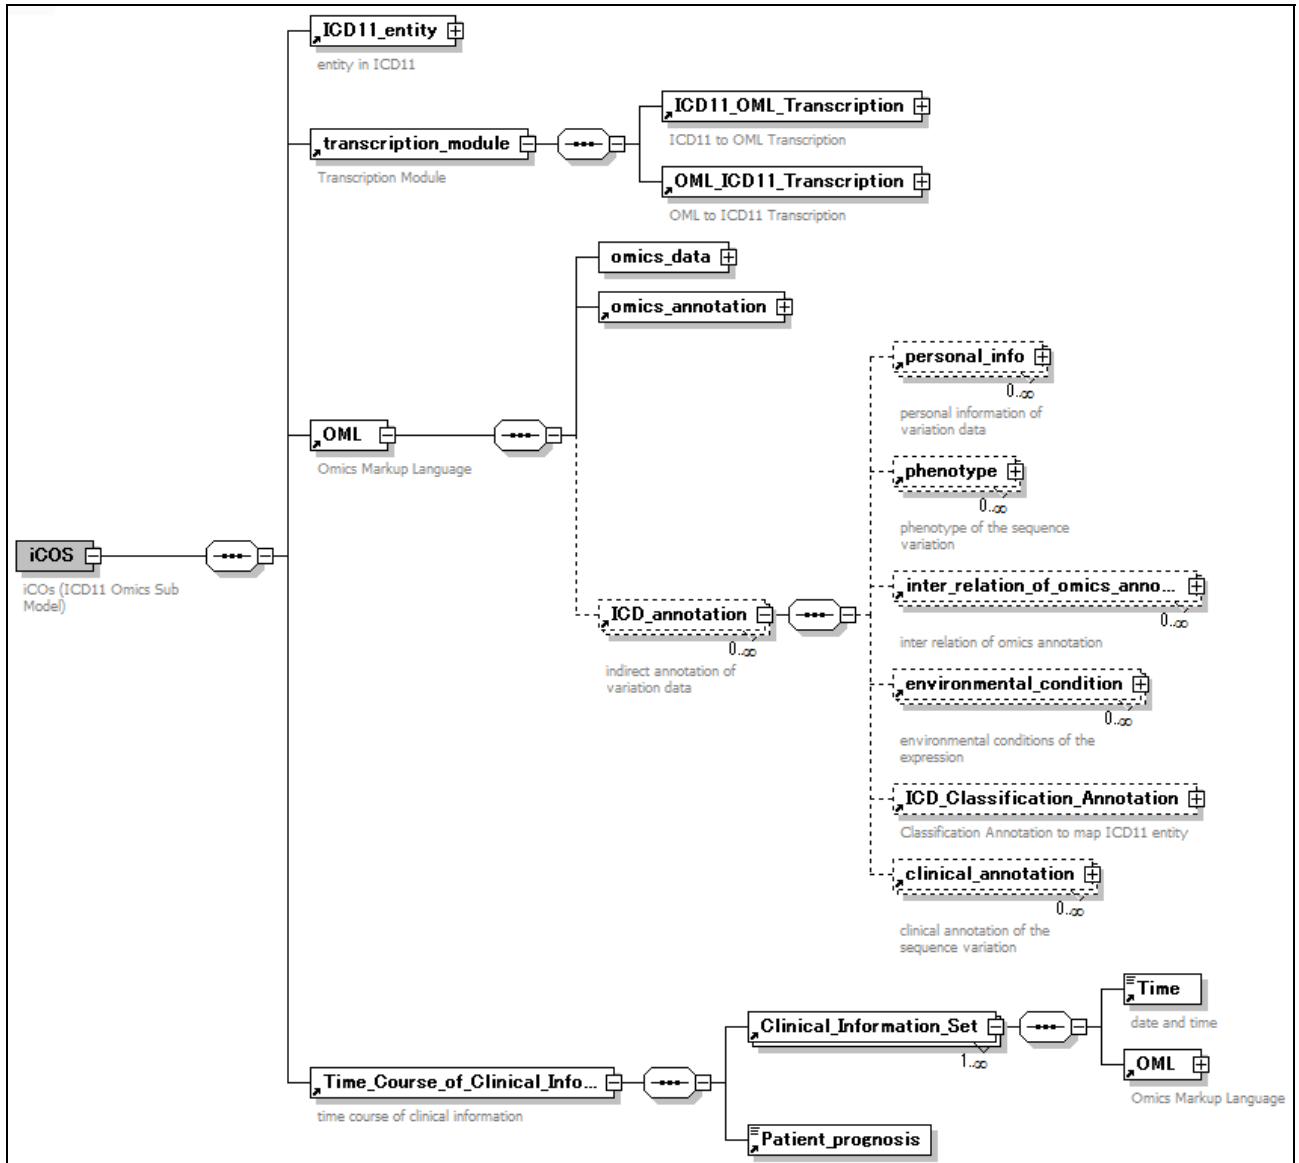 ICD11_entity
entity in ICD11
ICD11_OML_Transcription
ICD11 to OML Transcription
transcription_module
Transcription Module
OML_ICD11_Transcription
OML to ICD11 Transcription
omics_data
omics_annotation
personal_info
0..∞
personal information of
variation data
OML
Omics Markup Language
phenotype
0..∞
phenotype of the sequence
variation
iCOS
iCOs (ICD11 Omics Sub
Model)
ICD_annotation
0..∞
indirect annotation of
variation data
inter_relation_of_omics_anno...
0..∞
inter relation of omics annotation
environmental_condition
0..∞
environmental conditions of the
expression
ICD_Classification_Annotation
Classification Annotation to map ICD11 entity
clinical_annotation
0..∞
clinical annotation of the
sequence variation
Time_Course_of_Clinical_Info...
time course of clinical information
Clinical_Information_Set
1..∞
Time
date and time
OML
Omics Markup Language
Patient_prognosis